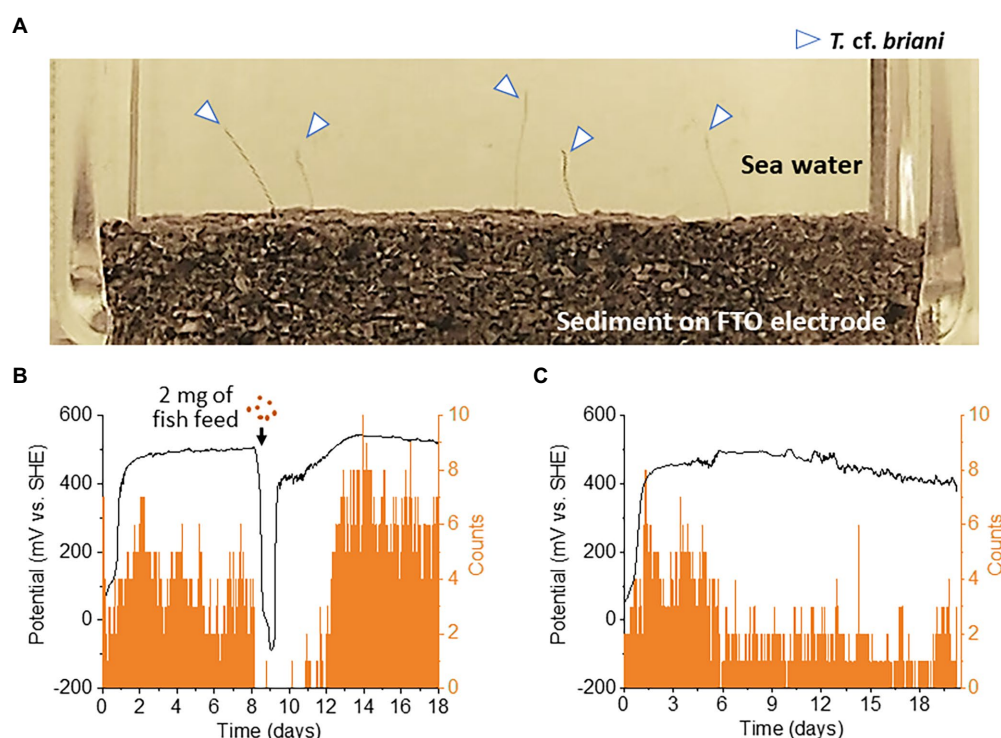 A
T. cf. briani
Sea water
Sediment on FTO electrode
B
2 mg of
fish feed
Potential (mV vs. SHE)
600
400
200
0
-200
10
8
6
4
2
0
Counts
0 2 4 6 8 10 12 14 16 18
Time (days)
C
Potential (mV vs. SHE)
600
400
200
0
-200
10
8
6
4
2
0
Counts
0 3 6 9 12 15 18
Time (days)